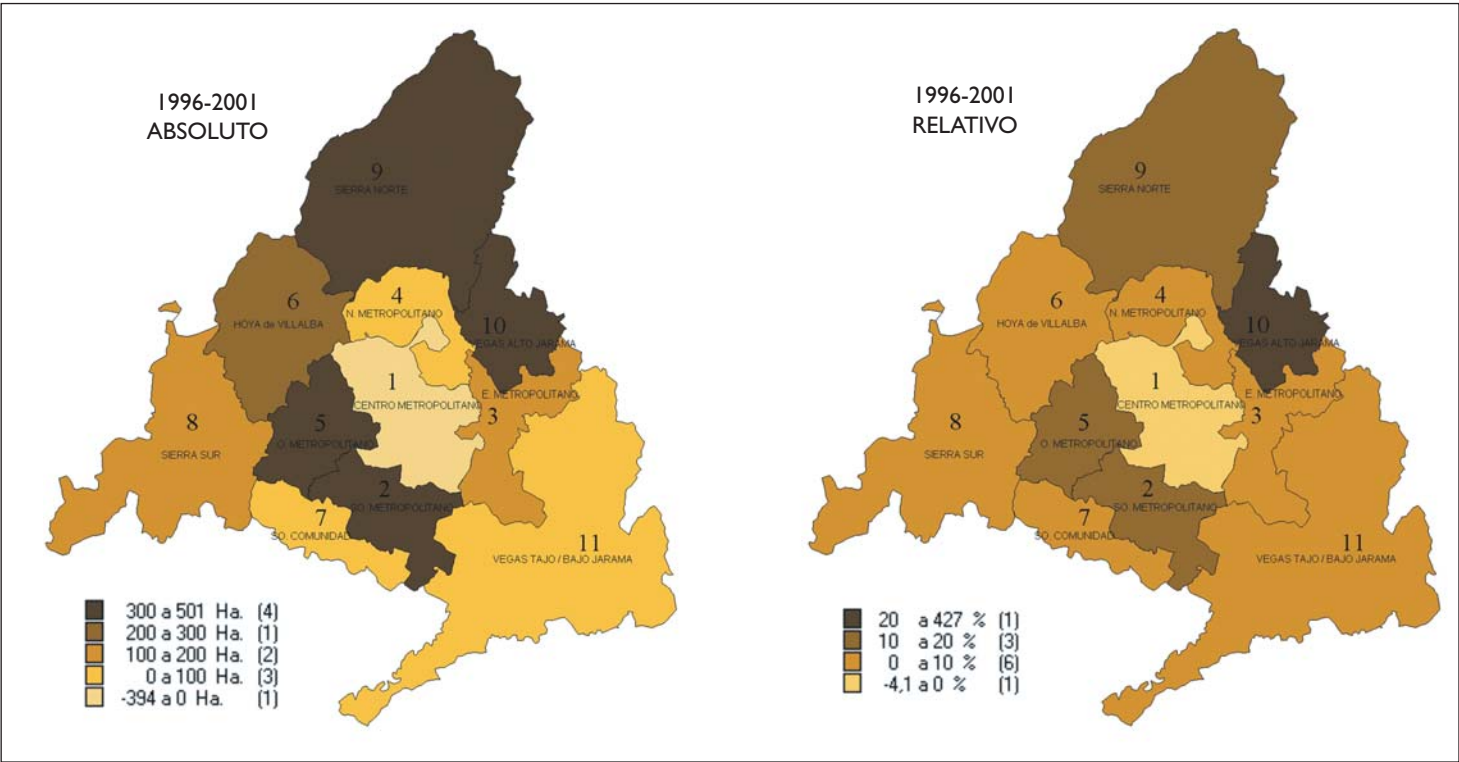 1996-2001
ABSOLUTO
9
SIERRA NORTE
6
HOYA de VILLALBA
4
N. METROPOLITANO
10
VEGAS ALTO JARAMA
1
CENTRO METROPOLITANO
E. METROPOLITANO
3
8
SIERRA SUR
5
O. METROPOLITANO
2
SO. METROPOLITANO
7
SO. COMUNIDAD
11
VEGAS TAJO / BAJO JARAMA
300 a 501 Ha. (4)
200 a 300 Ha. (1)
100 a 200 Ha. (2)
0 a 100 Ha. (3)
-394 a 0 Ha. (1)
1996-2001
RELATIVO
9
SIERRA NORTE
6
HOYA de VILLALBA
4
N. METROPOLITANO
10
VEGAS ALTO JARAMA
1
CENTRO METROPOLITANO
E. METROPOLITANO
3
8
SIERRA SUR
5
O. METROPOLITANO
2
SO. METROPOLITANO
7
SO. COMUNIDAD
11
VEGAS TAJO / BAJO JARAMA
20 a 427 % (1)
10 a 20 % (3)
0 a 10 % (6)
-4,1 a 0 % (1)